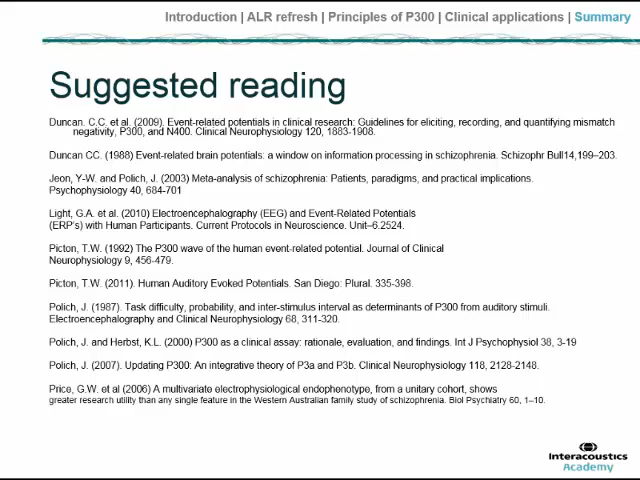 Introduction | ALR refresh | Principles of P300 | Clinical applications | Summary
Suggested reading
Duncan. C.C. et al. (2009). Event-related potentials in clinical research: Guidelines for eliciting, recording, and quantifying mismatch
negativity, P300, and N400. Clinical Neurophysiology 120, 1883-1908.
Duncan CC. (1988) Event-related brain potentials: a window on information processing in schizophrenia. Schizophr Bull14,199–203.
Jeon, Y-W. and Polich, J. (2003) Meta-analysis of schizophrenia: Patients, paradigms, and practical implications.
Psychophysiology 40, 684-701
Light, G.A. et al. (2010) Electroencephalography (EEG) and Event-Related Potentials
(ERP's) with Human Participants. Current Protocols in Neuroscience. Unit–6.2524.
Picton, T.W. (1992) The P300 wave of the human event-related potential. Journal of Clinical
Neurophysiology 9, 456-479.
Picton, T.W. (2011). Human Auditory Evoked Potentials. San Diego: Plural. 335-398.
Polich, J. (1987). Task difficulty, probability, and inter-stimulus interval as determinants of P300 from auditory stimuli.
Electroencephalography and Clinical Neurophysiology 68, 311-320.
Polich, J. and Herbst, K.L. (2000) P300 as a clinical assay: rationale, evaluation, and findings. Int J Psychophysiol 38, 3-19
Polich, J. (2007). Updating P300: An integrative theory of P3a and P3b. Clinical Neurophysiology 118, 2128-2148.
Price, G.W. et al (2006) A multivariate electrophysiological endophenotype, from a unitary cohort, shows
greater research utility than any single feature in the Western Australian family study of schizophrenia. Biol Psychiatry 60, 1–10.
Interacoustics
Academy